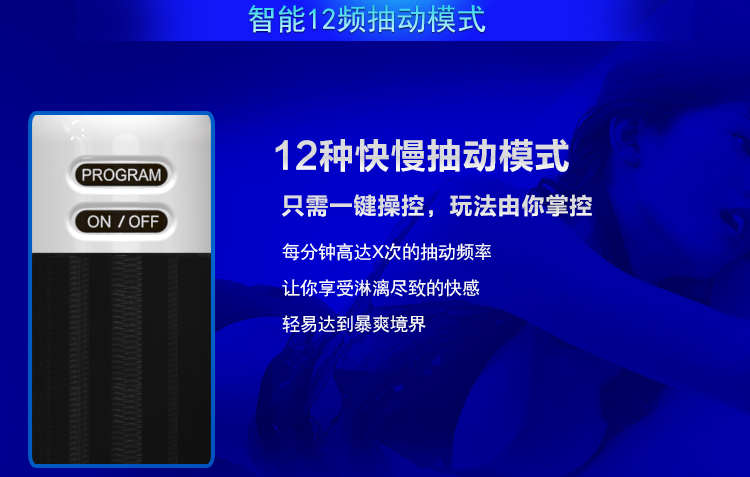 智能12频抽动模式
PROGRAM
ON / OFF
12种快慢抽动模式
只需一键操控，玩法由你掌控
每分钟高达X次的抽动频率
让你享受淋漓尽致的快感
轻易达到暴爽境界